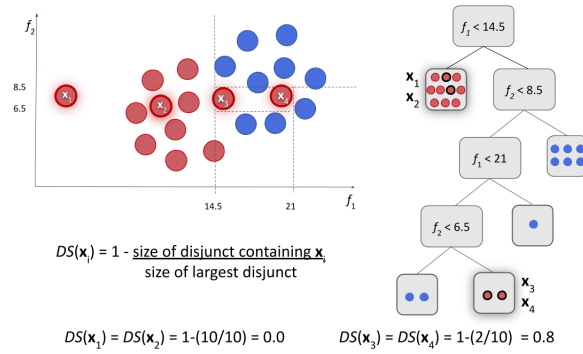 f₂
8.5
6.5
x₁
x₂
x₃
x₄
14.5
21
f₁
f₁ < 14.5
x₁
x₂
f₂ < 8.5
f₁ < 21
f₂ < 6.5
x₃
x₄
DS(xᵢ) = 1 - size of disjunct containing xᵢ
size of largest disjunct
DS(x₁) = DS(x₂) = 1-(10/10) = 0.0
DS(x₃) = DS(x₄) = 1-(2/10) = 0.8